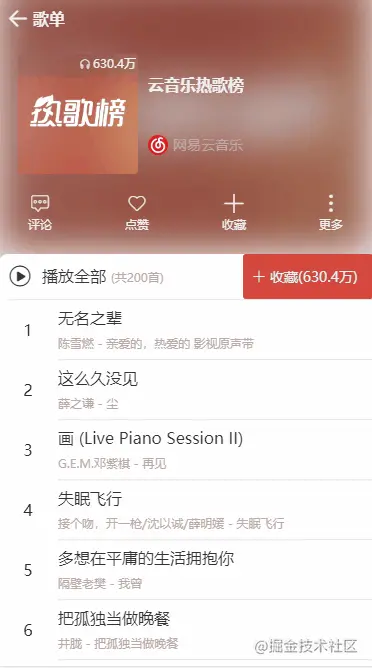 歌单
630.4万
热歌榜
云音乐热歌榜
网易云音乐
评论 点赞 收藏 更多
播放全部 (共200首) + 收藏(630.4万)
1 无名之辈
陈雪燃 - 亲爱的，热爱的 影视原声带
2 这么久没见
薛之谦 - 尘
3 画 (Live Piano Session II)
G.E.M.邓紫棋 - 再见
4 失眠飞行
接个吻，开一枪/沈以诚/薛明媛 - 失眠飞行
5 多想在平庸的生活拥抱你
隔壁老樊 - 我曾
6 把孤独当做晚餐
井胧 - 把孤独当做晚餐
@掘金技术社区